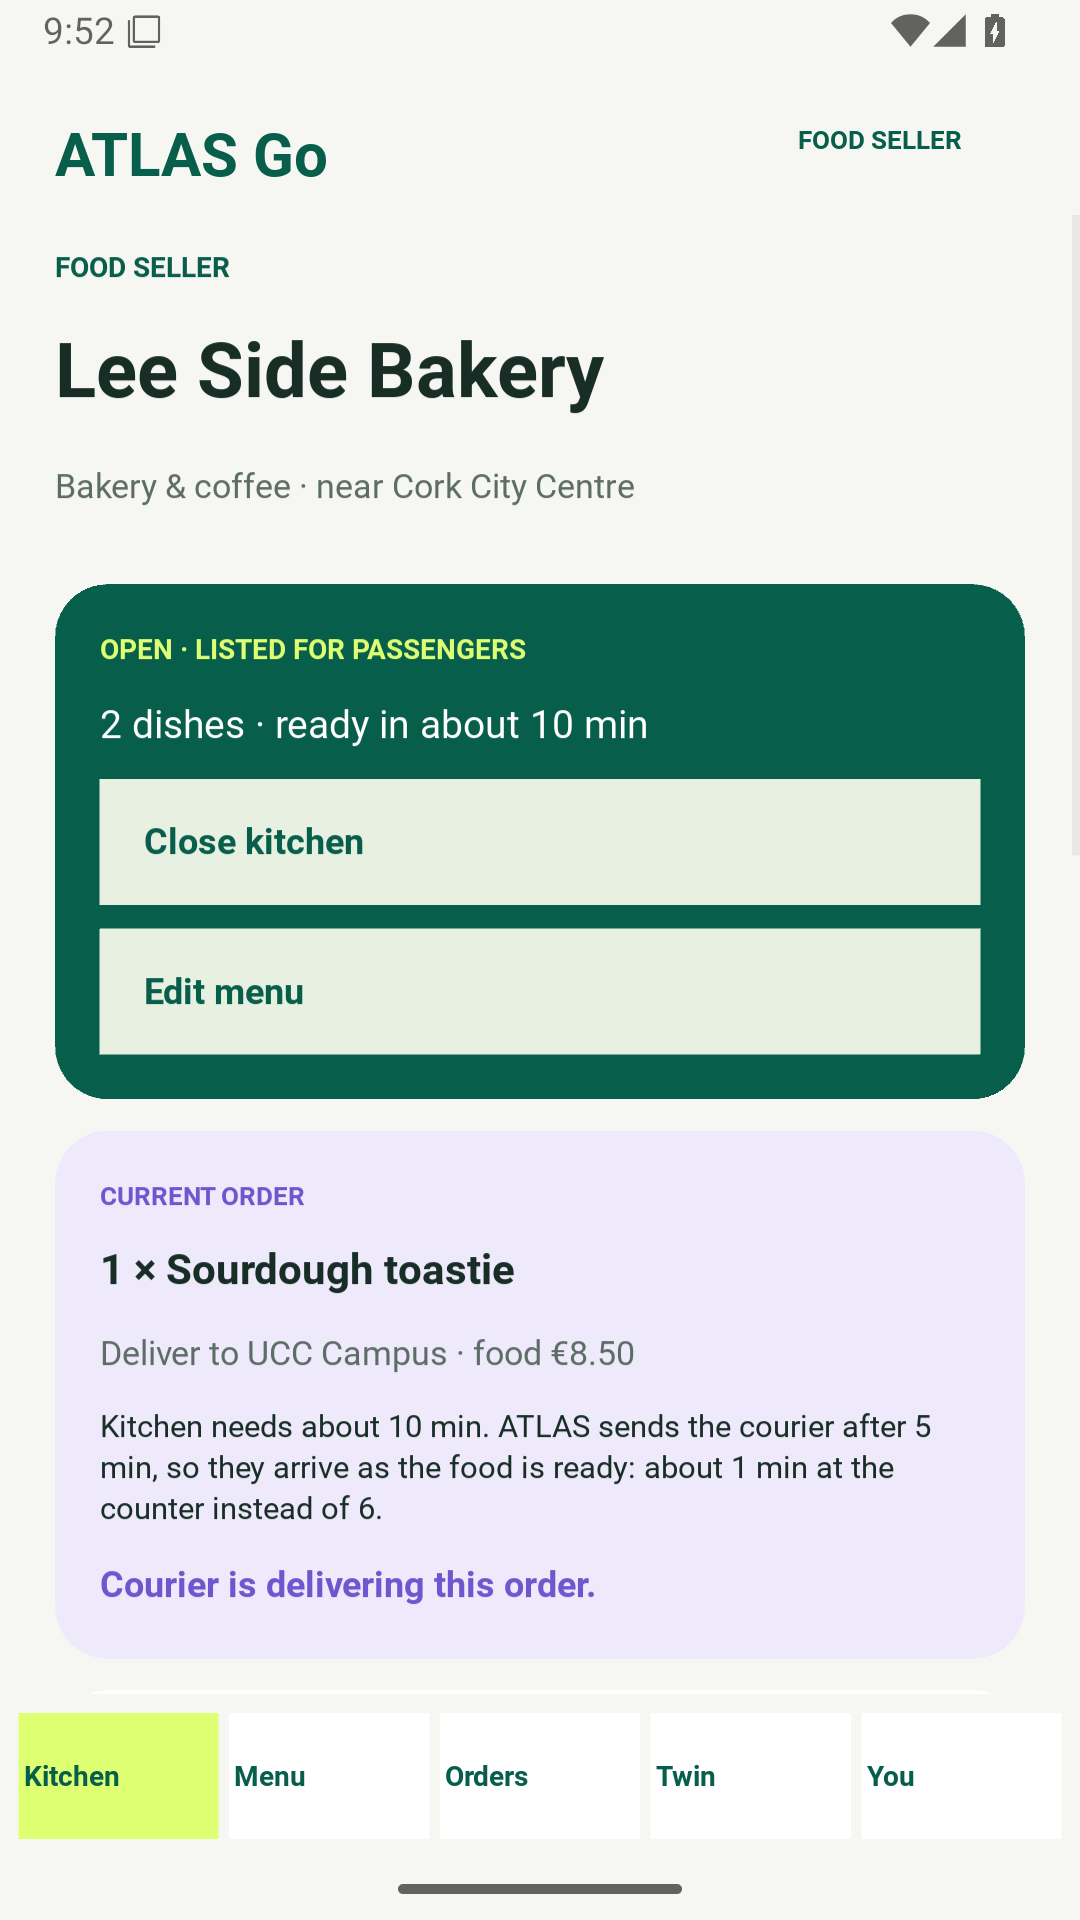 9:52
ATLAS Go
FOOD SELLER
FOOD SELLER
Lee Side Bakery
Bakery & coffee · near Cork City Centre
OPEN · LISTED FOR PASSENGERS
2 dishes · ready in about 10 min
Close kitchen
Edit menu
CURRENT ORDER
1 × Sourdough toastie
Deliver to UCC Campus · food €8.50
Kitchen needs about 10 min. ATLAS sends the courier after 5
min, so they arrive as the food is ready: about 1 min at the
counter instead of 6.
Courier is delivering this order.
Kitchen
Menu
Orders
Twin
You